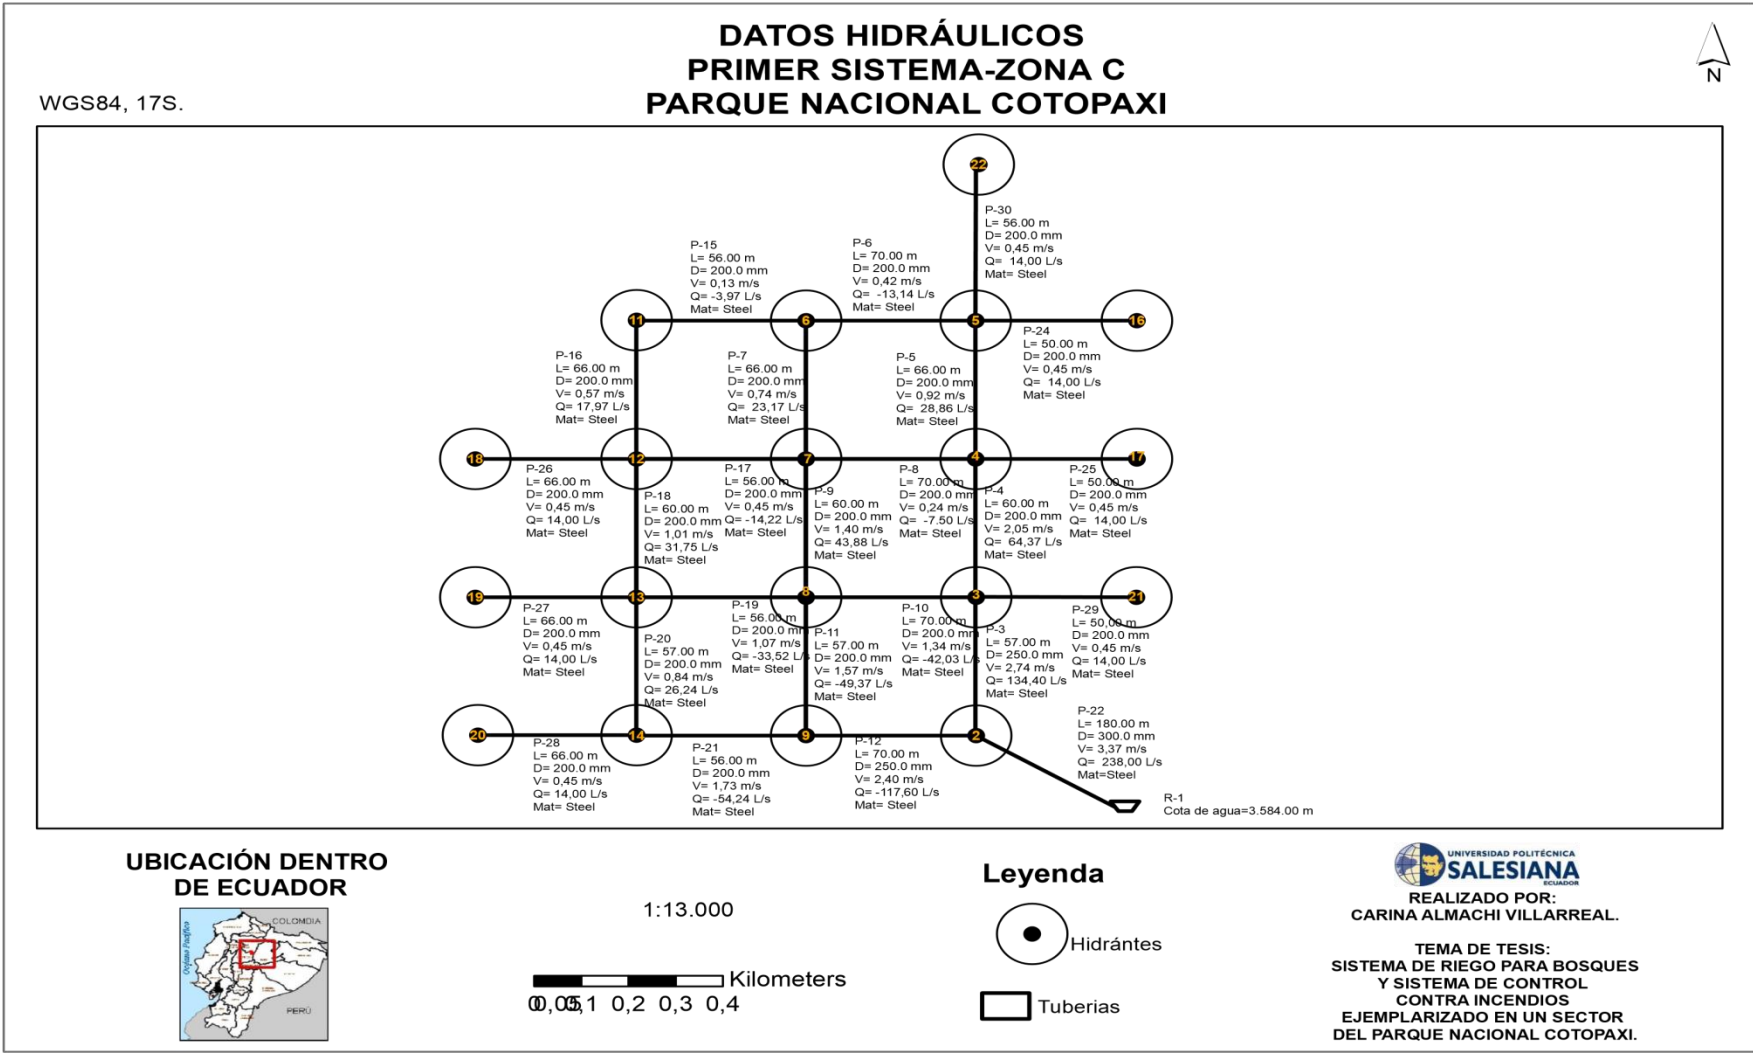 DATOS HIDRÁULICOS
PRIMER SISTEMA-ZONA C
PARQUE NACIONAL COTOPAXI
WGS84, 17S.
N
22
P-30
L= 56.00 m
D= 200.0 mm
V= 0,45 m/s
Q= 14,00 L/s
Mat= Steel
P-15
L= 56.00 m
D= 200.0 mm
V= 0,13 m/s
Q= -3,97 L/s
Mat= Steel
P-6
L= 70.00 m
D= 200.0 mm
V= 0,42 m/s
Q= -13,14 L/s
Mat= Steel
11
6
5
16
P-16
L= 66.00 m
D= 200.0 mm
V= 0,57 m/s
Q= 17,97 L/s
Mat= Steel
P-7
L= 66.00 m
D= 200.0 mm
V= 0,74 m/s
Q= 23,17 L/s
Mat= Steel
P-5
L= 66.00 m
D= 200.0 mm
V= 0,92 m/s
Q= 28,86 L/s
Mat= Steel
P-24
L= 50.00 m
D= 200.0 mm
V= 0,45 m/s
Q= 14,00 L/s
Mat= Steel
18
12
7
4
17
P-26
L= 66.00 m
D= 200.0 mm
V= 0,45 m/s
Q= 14,00 L/s
Mat= Steel
P-18
L= 60.00 m
D= 200.0 mm
V= 1,01 m/s
Q= 31,75 L/s
Mat= Steel
P-17
L= 56.00 m
D= 200.0 mm
V= 0,45 m/s
Q= -14,22 L/s
Mat= Steel
P-9
L= 60.00 m
D= 200.0 mm
V= 1,40 m/s
Q= 43,88 L/s
Mat= Steel
P-8
L= 70.00 m
D= 200.0 mm
V= 0,24 m/s
Q= -7.50 L/s
Mat= Steel
P-4
L= 60.00 m
D= 200.0 mm
V= 2,05 m/s
Q= 64,37 L/s
Mat= Steel
P-25
L= 50.00 m
D= 200.0 mm
V= 0,45 m/s
Q= 14,00 L/s
Mat= Steel
19
13
8
3
21
P-27
L= 66.00 m
D= 200.0 mm
V= 0,45 m/s
Q= 14,00 L/s
Mat= Steel
P-20
L= 57.00 m
D= 200.0 mm
V= 0,84 m/s
Q= 26,24 L/s
Mat= Steel
P-19
L= 56.00 m
D= 200.0 mm
V= 1,07 m/s
Q= -33,52 L/s
Mat= Steel
P-11
L= 57.00 m
D= 200.0 mm
V= 1,57 m/s
Q= -49,37 L/s
Mat= Steel
P-10
L= 70.00 m
D= 200.0 mm
V= 1,34 m/s
Q= -42,03 L/s
Mat= Steel
P-3
L= 57.00 m
D= 250.0 mm
V= 2,74 m/s
Q= 134,40 L/s
Mat= Steel
P-29
L= 50,00 m
D= 200.0 mm
V= 0,45 m/s
Q= 14,00 L/s
Mat= Steel
20
14
9
2
P-28
L= 66.00 m
D= 200.0 mm
V= 0,45 m/s
Q= 14,00 L/s
Mat= Steel
P-21
L= 56.00 m
D= 200.0 mm
V= 1,73 m/s
Q= -54,24 L/s
Mat= Steel
P-12
L= 70.00 m
D= 250.0 mm
V= 2,40 m/s
Q= -117,60 L/s
Mat= Steel
P-22
L= 180.00 m
D= 300.0 mm
V= 3,37 m/s
Q= 238,00 L/s
Mat=Steel
R-1
Cota de agua=3.584.00 m
UBICACIÓN DENTRO
DE ECUADOR
COLOMBIA
Océano Pacífico
PERÚ
1:13.000
Kilometers
0 0,05 0,1 0,2 0,3 0,4
Leyenda
Hidrántes
Tuberias
UNIVERSIDAD POLITÉCNICA
SALESIANA
ECUADOR
REALIZADO POR:
CARINA ALMACHI VILLARREAL.
TEMA DE TESIS:
SISTEMA DE RIEGO PARA BOSQUES
Y SISTEMA DE CONTROL
CONTRA INCENDIOS
EJEMPLARIZADO EN UN SECTOR
DEL PARQUE NACIONAL COTOPAXI.